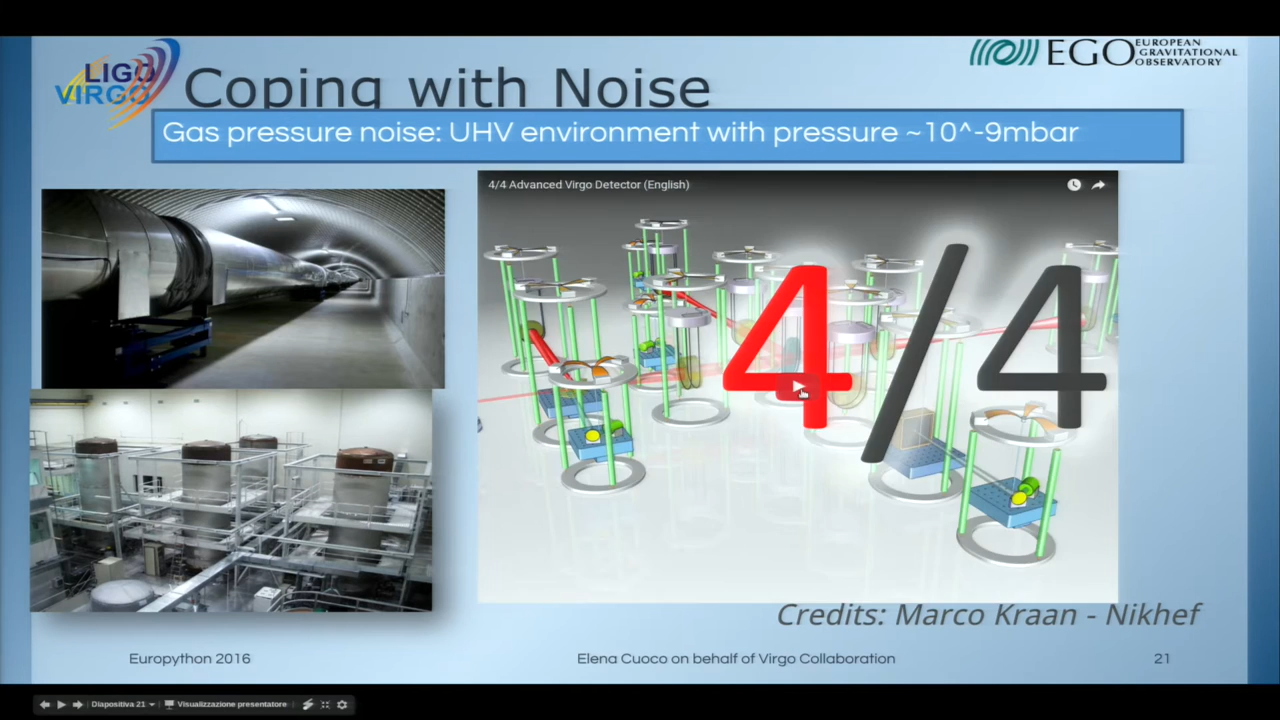 LIGO
VIRGO
Coping with Noise
EGO
EUROPEAN
GRAVITATIONAL
OBSERVATORY
Gas pressure noise: UHV environment with pressure ~10^-9mbar
4/4 Advanced Virgo Detector (English)
4/4
Credits: Marco Kraan - Nikhef
Europython 2016
Elena Cuoco on behalf of Virgo Collaboration
21
Diapositiva 21
Visualizzazione presentatore